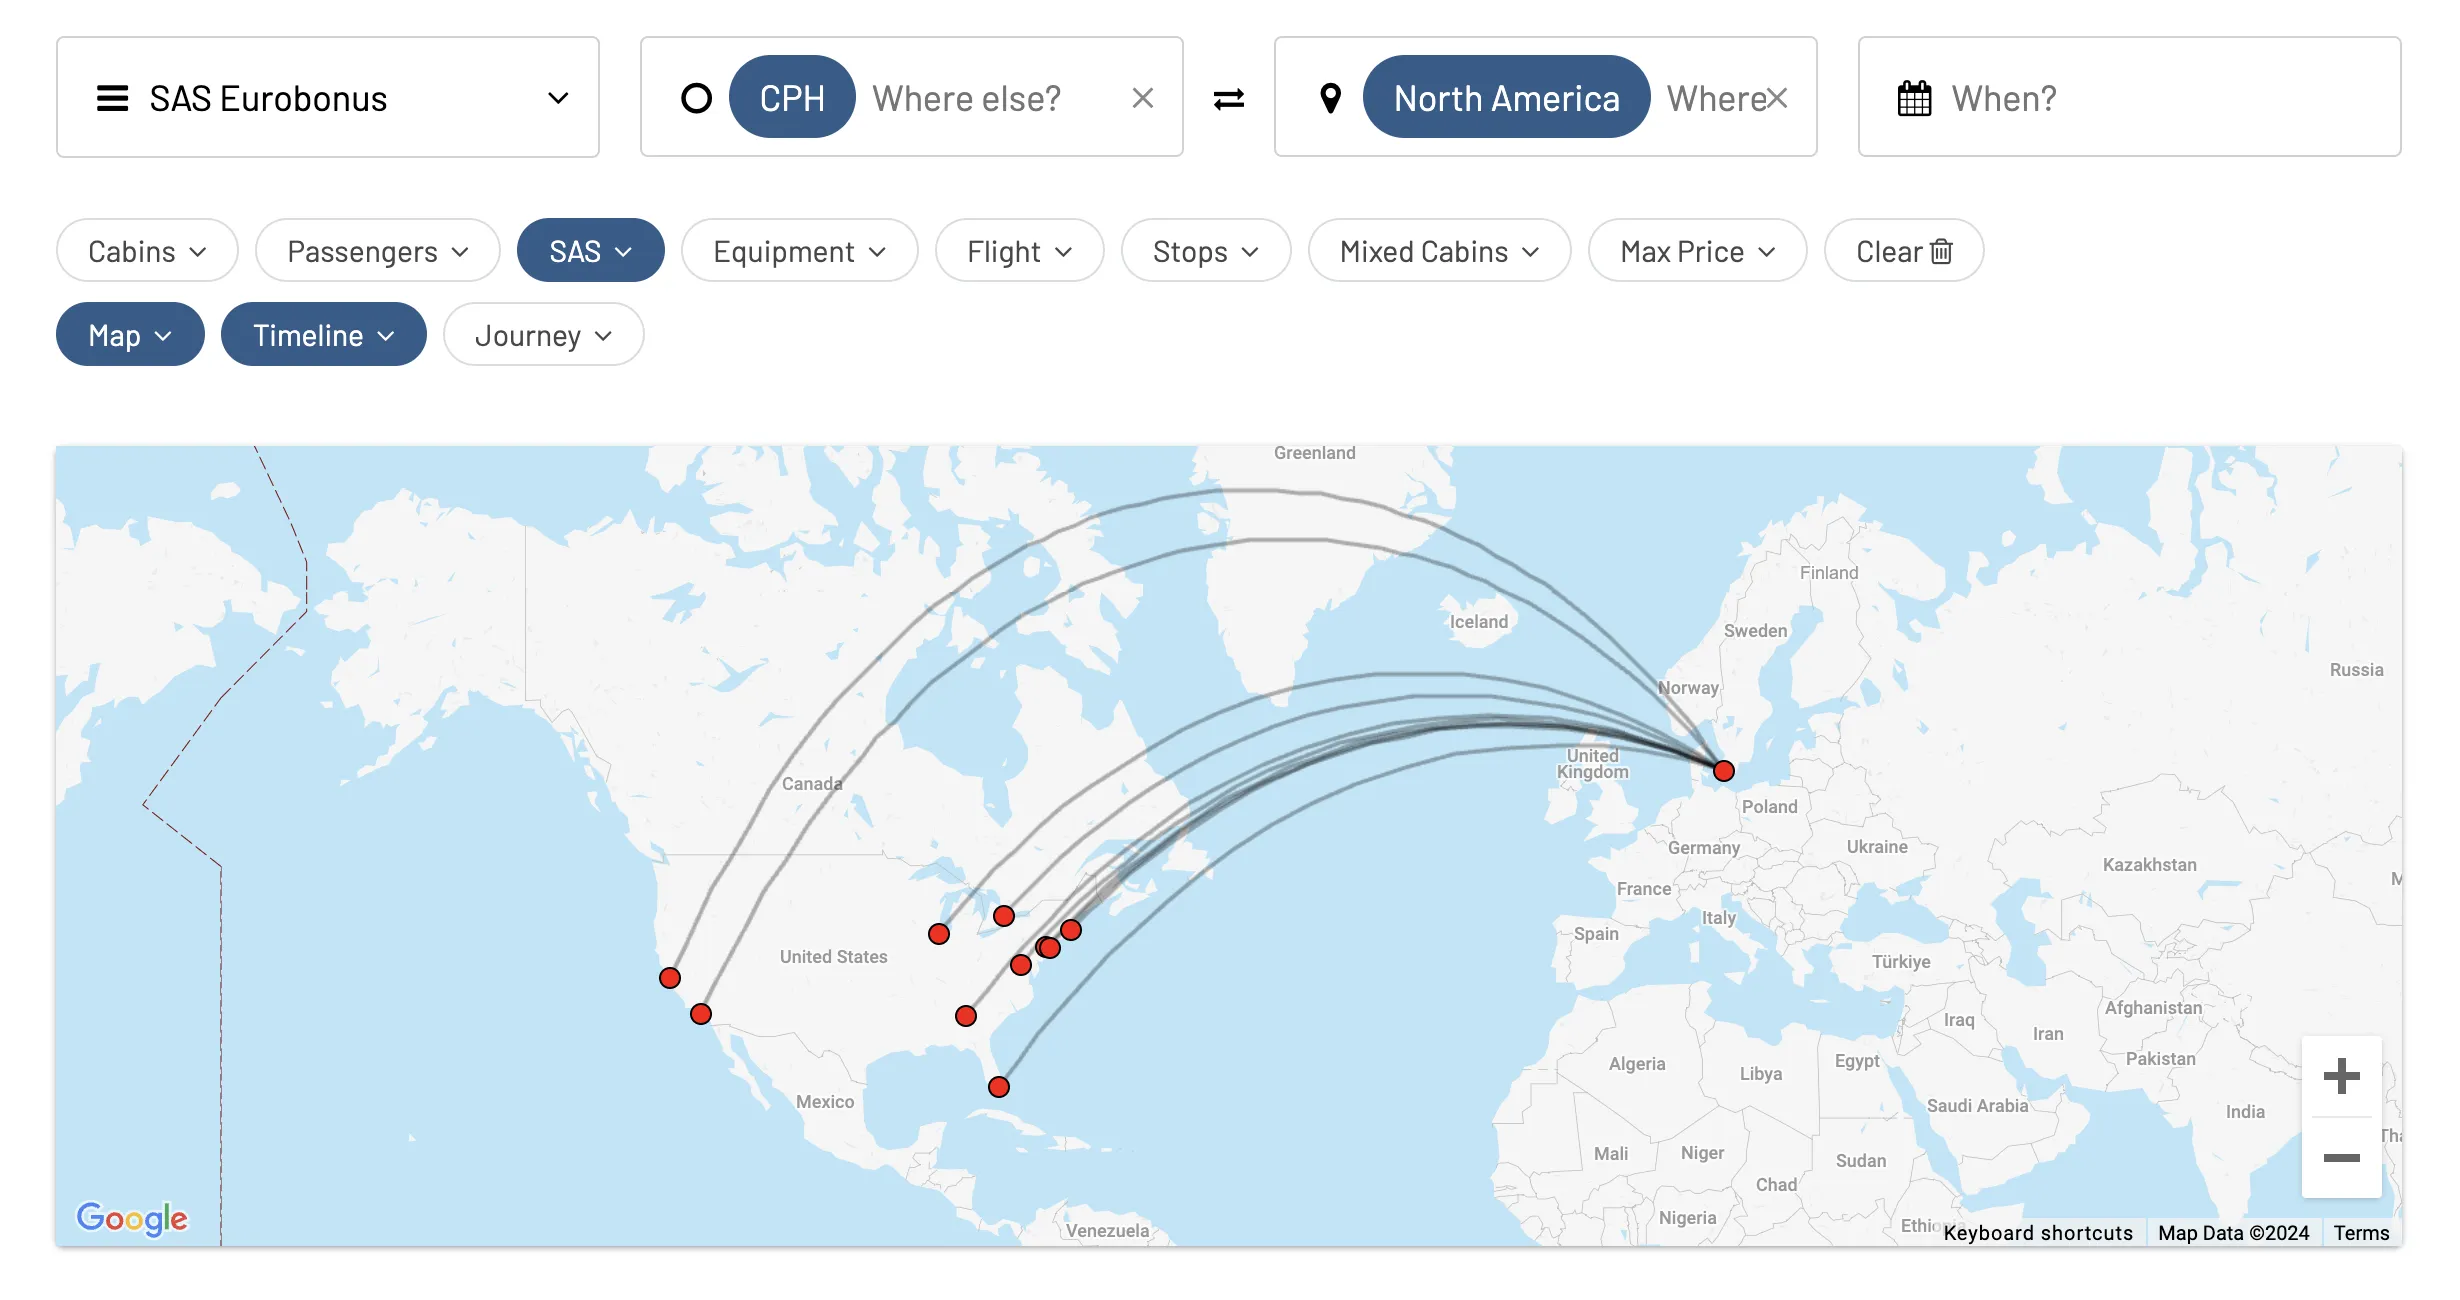 SAS Eurobonus
CPH Where else?
North America Where
When?
Cabins Passengers SAS Equipment Flight Stops Mixed Cabins Max Price Clear
Map Timeline Journey
Greenland
Finland
Iceland
Sweden
Russia
Norway
United
Kingdom
Canada
Poland
Germany
Ukraine
Kazakhstan
France
Italy
Spain
United States
Türkiye
Afghanistan
Iraq
Iran
Pakistan
Algeria
Egypt
Libya
Mexico
Saudi Arabia
India
Mali
Niger
Sudan
Chad
Nigeria
Venezuela
Google
Keyboard shortcuts
Map Data ©2024
Terms